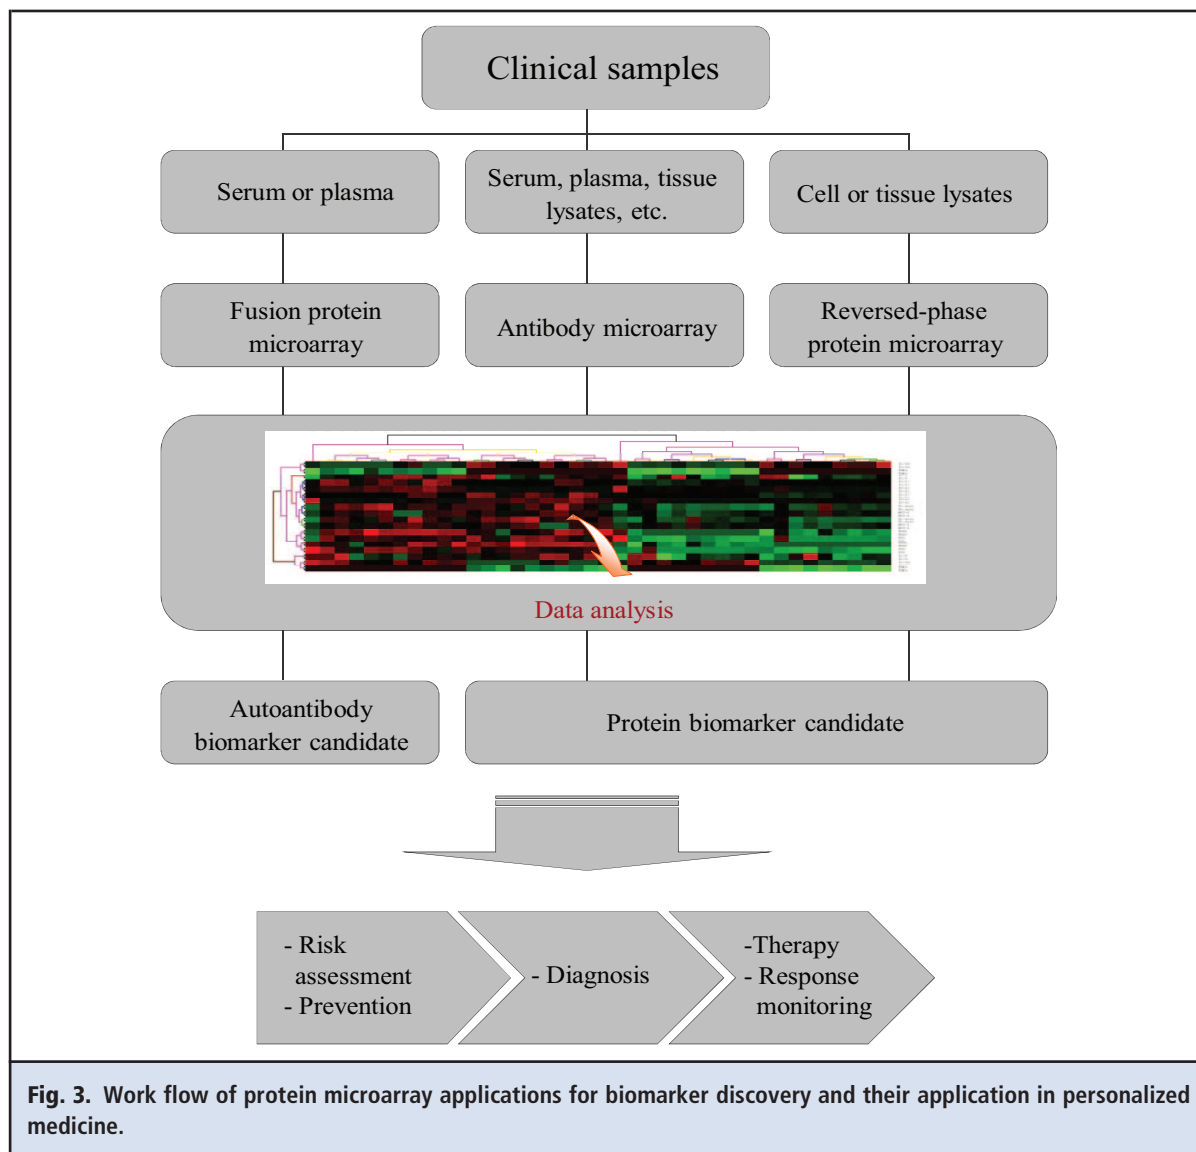 Clinical samples
Serum or plasma
Serum, plasma, tissue
lysates, etc.
Cell or tissue lysates
Fusion protein
microarray
Antibody microarray
Reversed-phase
protein microarray
Data analysis
Autoantibody
biomarker candidate
Protein biomarker candidate
- Risk
assessment
- Prevention
- Diagnosis
-Therapy
- Response
monitoring
Fig. 3. Work flow of protein microarray applications for biomarker discovery and their application in personalized
medicine.